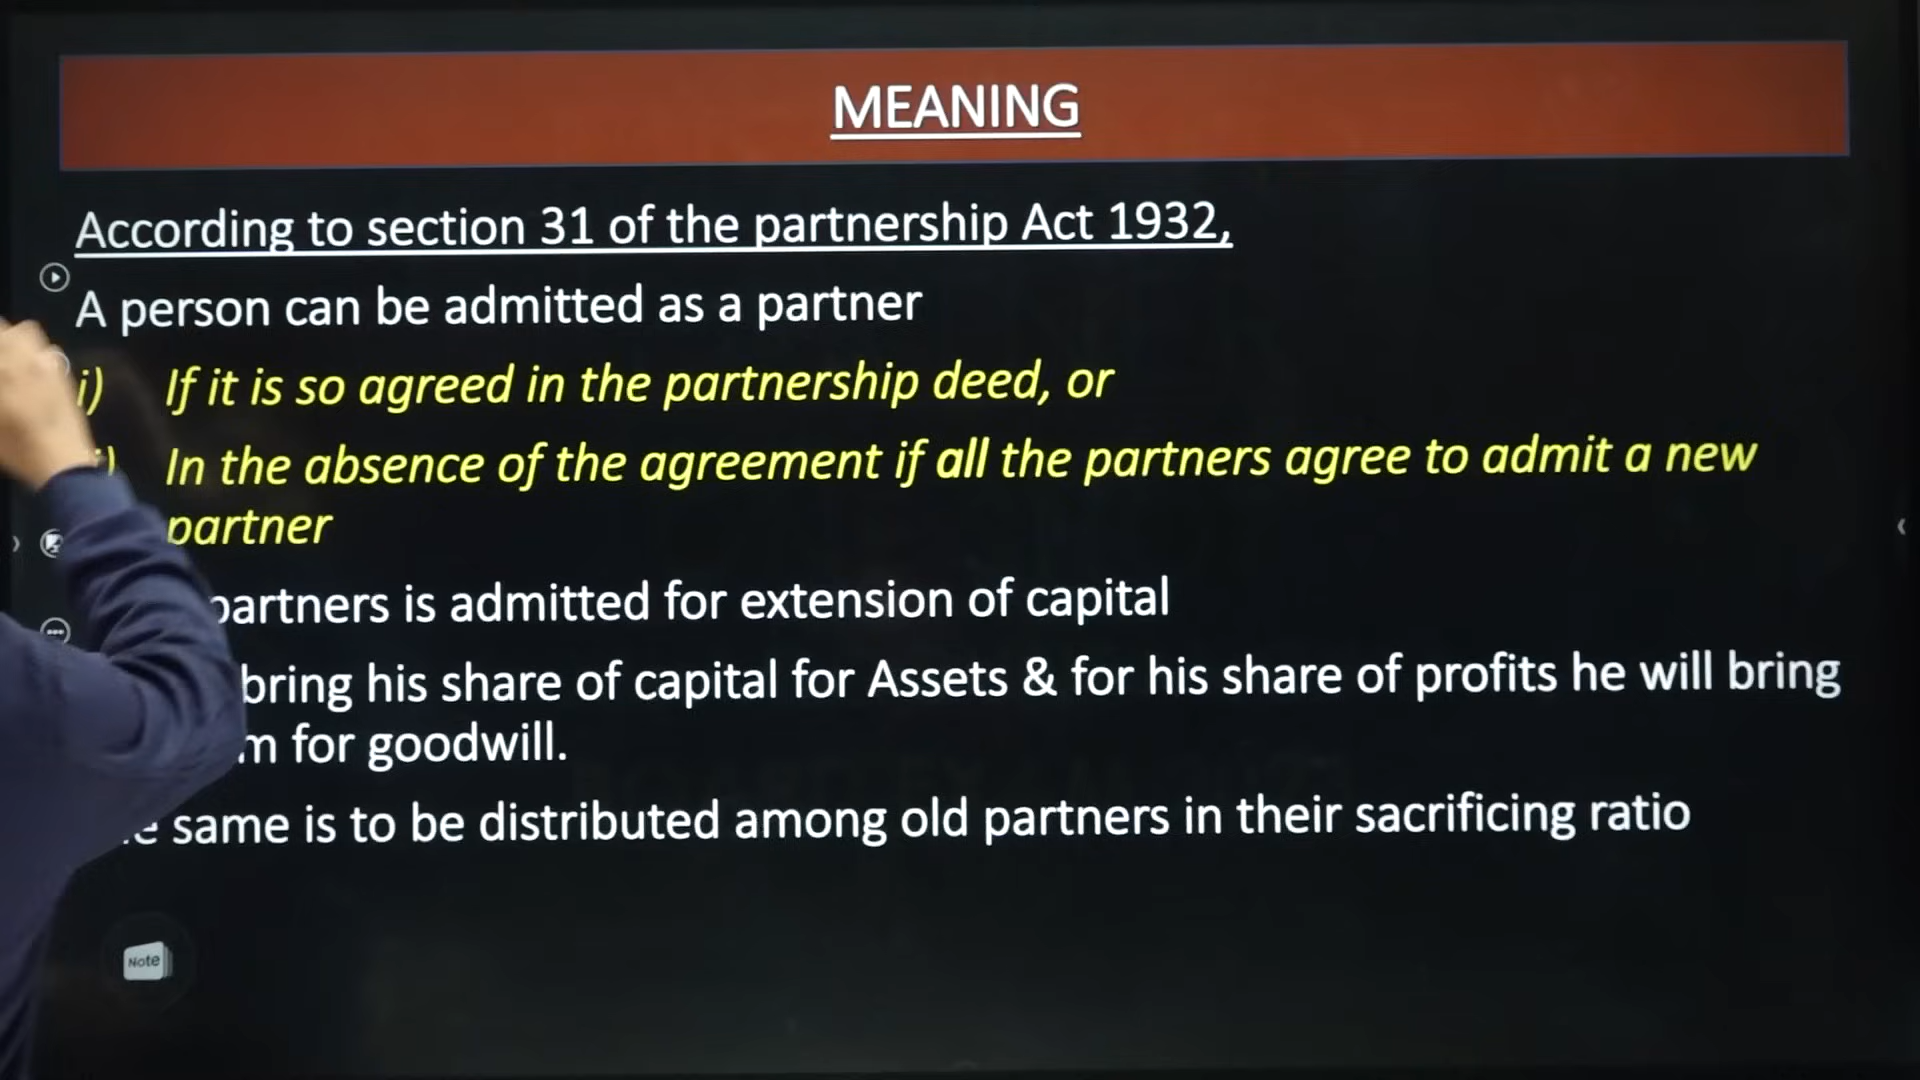 MEANING
According to section 31 of the partnership Act 1932,
A person can be admitted as a partner
i) If it is so agreed in the partnership deed, or
In the absence of the agreement if all the partners agree to admit a new
partner
partners is admitted for extension of capital
bring his share of capital for Assets & for his share of profits he will bring
for goodwill.
same is to be distributed among old partners in their sacrificing ratio
Note